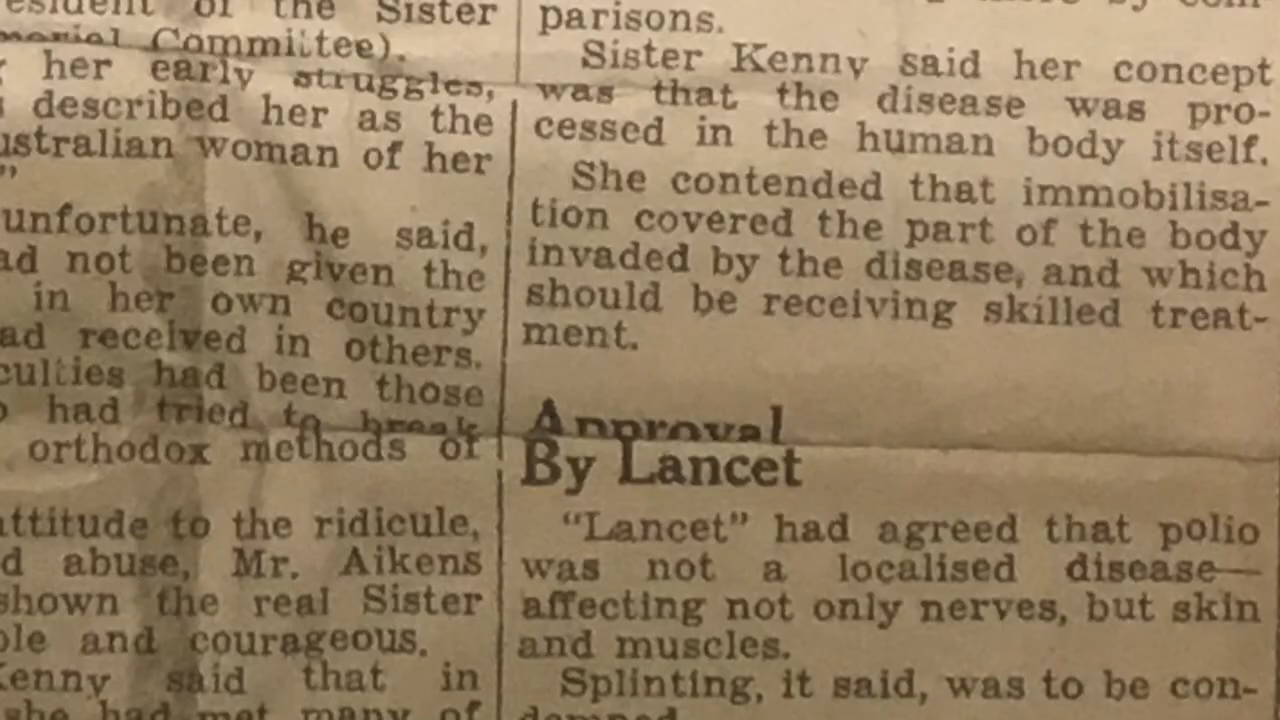 of the Sister
Committee).
her early struggles,
described her as the
ustralian woman of her
"
unfortunate, he said,
ad not been given the
in her own country
ad received in others.
culties had been those
had tried to break
orthodox methods of
attitude to the ridicule,
d abuse, Mr. Aikens
shown the real Sister
ble and courageous.
Kenny said that in
she had met many of
parisons.
Sister Kenny said her concept
was that the disease was pro-
cessed in the human body itself.
She contended that immobilisa-
tion covered the part of the body
invaded by the disease, and which
should be receiving skilled treat-
ment.
Approval
By Lancet
"Lancet" had agreed that polio
was not a localised disease—
affecting not only nerves, but skin
and muscles.
Splinting, it said, was to be con-
demned